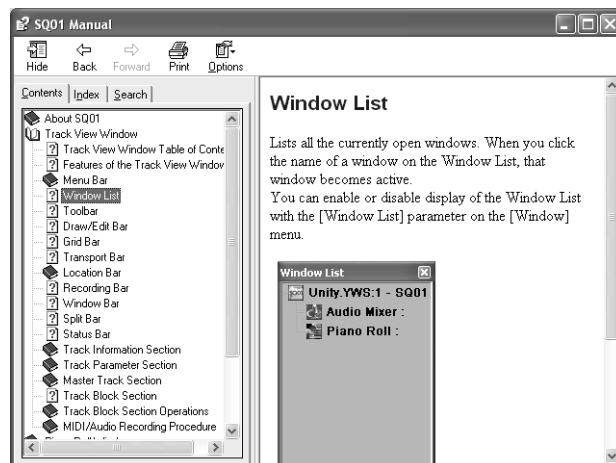 SQ01 Manual
Hide Back Forward Print Options
Contents Index Search
About SQ01
Track View Window
Track View Window Table of Conte
Features of the Track View Window
Menu Bar
Window List
Toolbar
Draw/Edit Bar
Grid Bar
Transport Bar
Location Bar
Recording Bar
Window Bar
Split Bar
Status Bar
Track Information Section
Track Parameter Section
Master Track Section
Track Block Section
Track Block Section Operations
MIDI/Audio Recording Procedure
Window List
Lists all the currently open windows. When you click
the name of a window on the Window List, that
window becomes active.
You can enable or disable display of the Window List
with the [Window List] parameter on the [Window]
menu.
Window List
Unity.YWS:1 - SQ01
Audio Mixer :
Piano Roll :